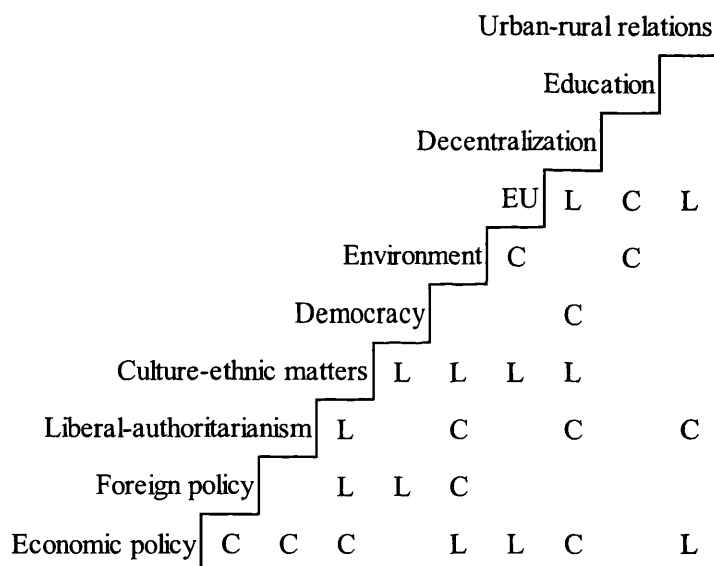 Urban-rural relations
Education
Decentralization
EU L C L
Environment C C
Democracy C
Culture-ethnic matters L L L L
Liberal-authoritarianism L C C C
Foreign policy L L C
Economic policy C C C L L C L